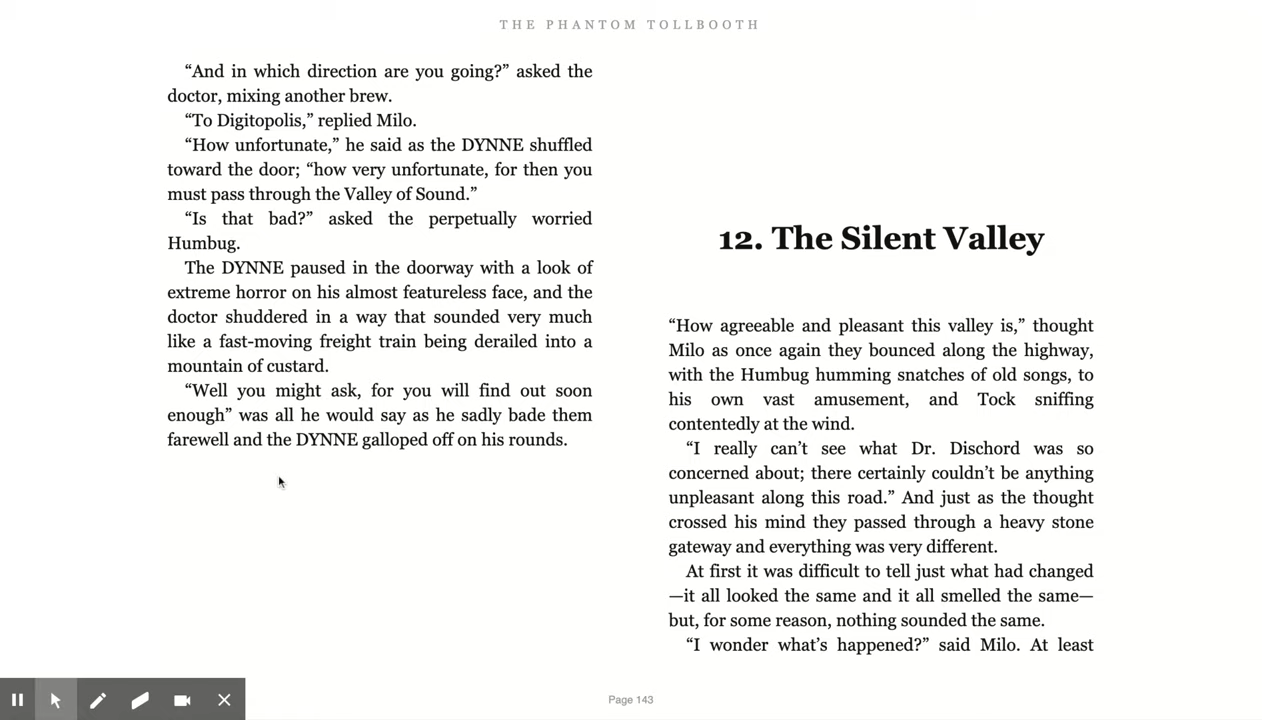 THE PHANTOM TOLLBOOTH
“And in which direction are you going?” asked the
doctor, mixing another brew.
“To Digitopolis,” replied Milo.
“How unfortunate,” he said as the DYNNE shuffled
toward the door; “how very unfortunate, for then you
must pass through the Valley of Sound.”
“Is that bad?” asked the perpetually worried
Humbug.
The DYNNE paused in the doorway with a look of
extreme horror on his almost featureless face, and the
doctor shuddered in a way that sounded very much
like a fast-moving freight train being derailed into a
mountain of custard.
“Well you might ask, for you will find out soon
enough” was all he would say as he sadly bade them
farewell and the DYNNE galloped off on his rounds.
12. The Silent Valley
“How agreeable and pleasant this valley is,” thought
Milo as once again they bounced along the highway,
with the Humbug humming snatches of old songs, to
his own vast amusement, and Tock sniffing
contentedly at the wind.
“I really can’t see what Dr. Dischord was so
concerned about; there certainly couldn’t be anything
unpleasant along this road.” And just as the thought
crossed his mind they passed through a heavy stone
gateway and everything was very different.
At first it was difficult to tell just what had changed
—it all looked the same and it all smelled the same—
but, for some reason, nothing sounded the same.
“I wonder what’s happened?” said Milo. At least
Page 143